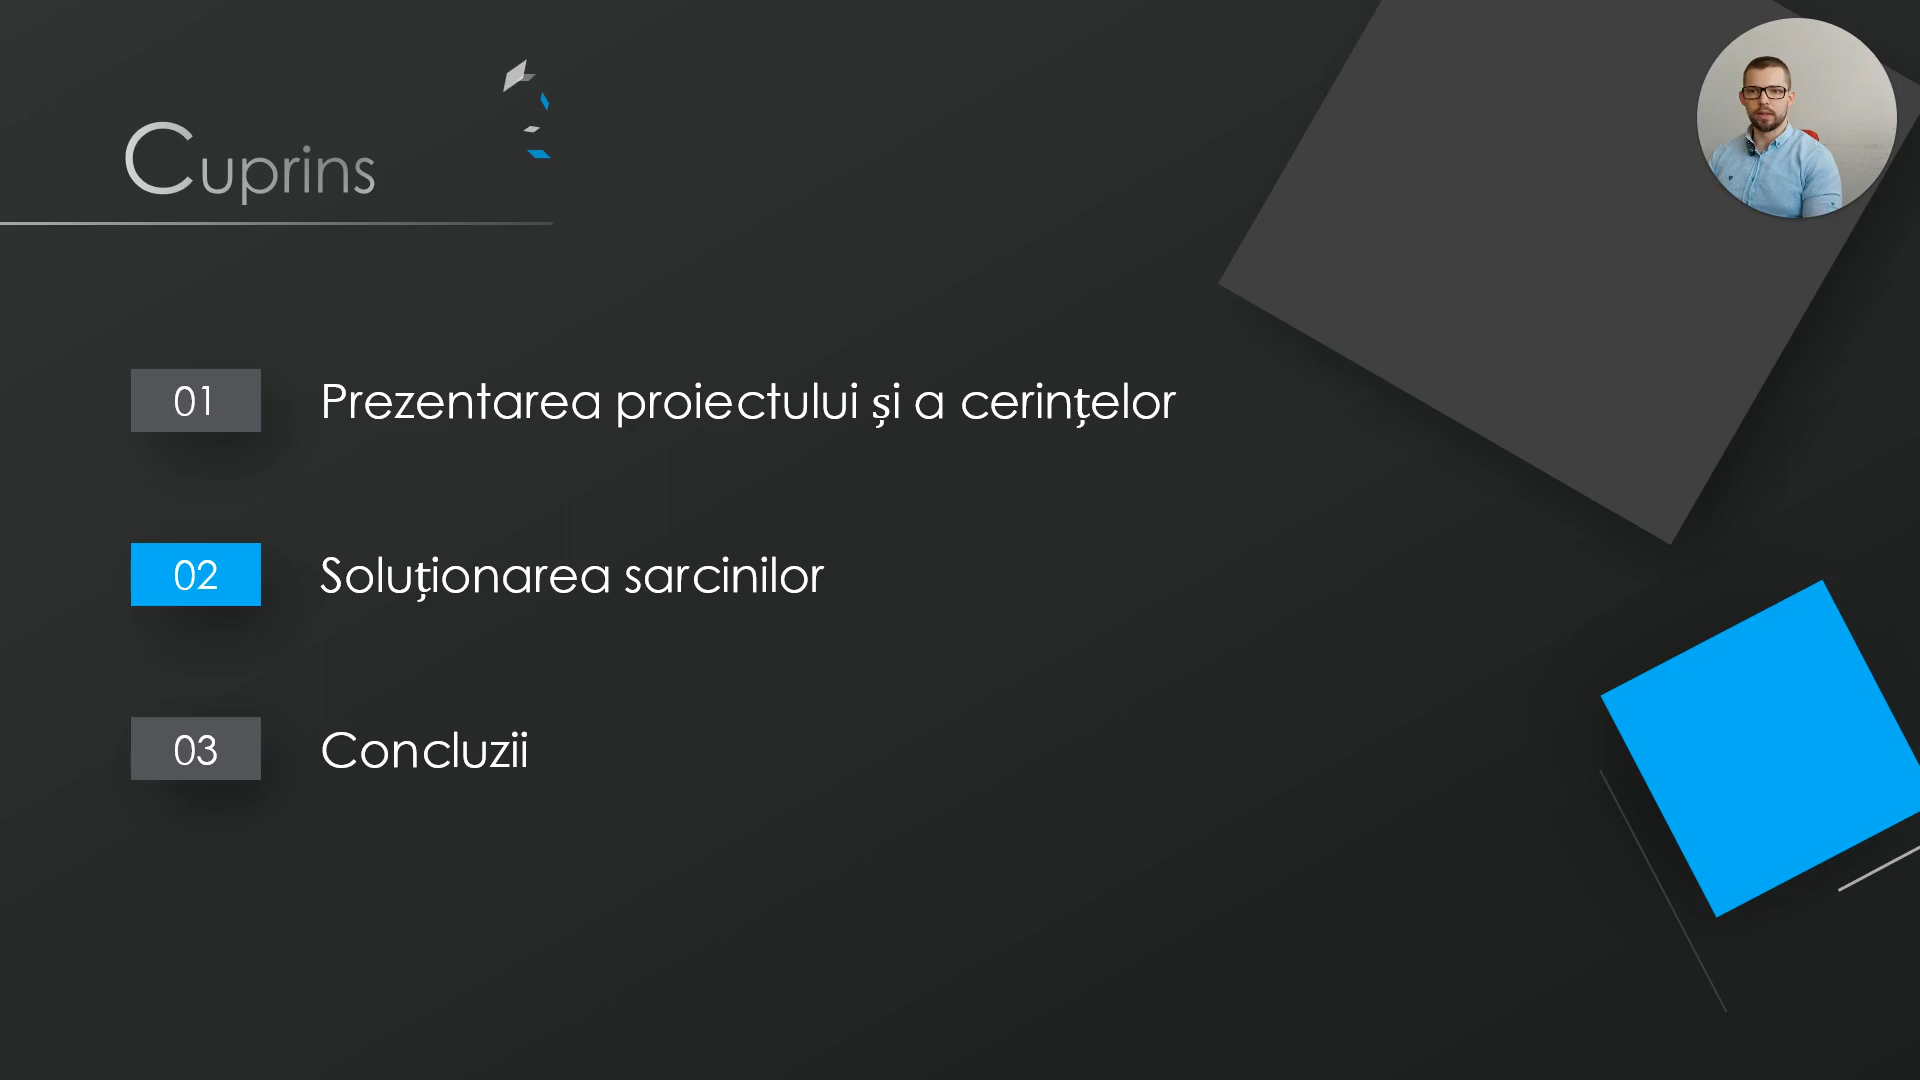 Cuprins
01 Prezentarea proiectului și a cerințelor
02 Soluționarea sarcinilor
03 Concluzii